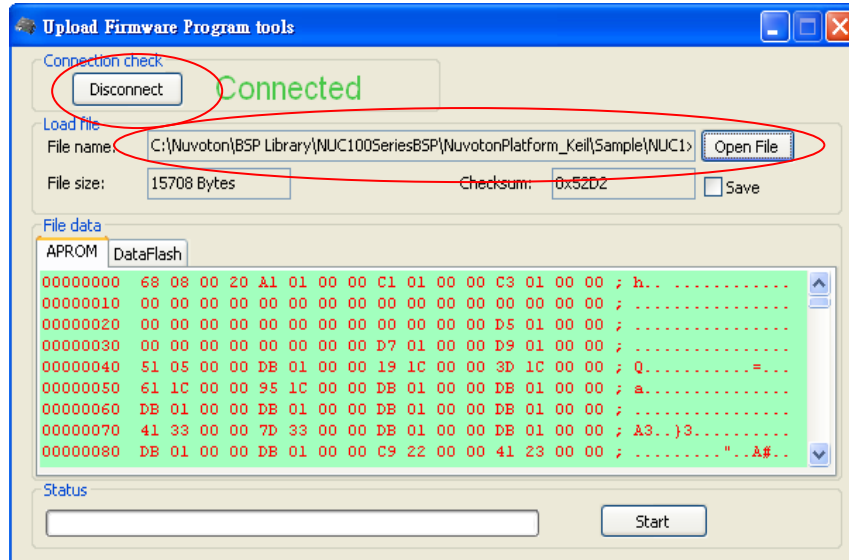 Upload Firmware Program tools
Connection check
Disconnect
Connected
Load file
File name:
C:\Nuvoton\BSP Library\NUC100SeriesBSP\NuvotonPlatform_Keil\Sample\NUC1
Open File
File size:
15708 Bytes
Checksum:
0x52D2
Save
File data
APROM
DataFlash
00000000 68 08 00 20 A1 01 00 00 C1 01 00 00 C3 01 00 00 ; h.. ............
00000010 00 00 00 00 00 00 00 00 00 00 00 00 00 00 00 00 ; ................
00000020 00 00 00 00 00 00 00 00 00 00 00 00 D5 01 00 00 ; ................
00000030 00 00 00 00 00 00 00 00 D7 01 00 00 D9 01 00 00 ; ................
00000040 51 05 00 00 DB 01 00 00 19 1C 00 00 3D 1C 00 00 ; Q...........=...
00000050 61 1C 00 00 95 1C 00 00 DB 01 00 00 DB 01 00 00 ; a...............
00000060 DB 01 00 00 DB 01 00 00 DB 01 00 00 DB 01 00 00 ; ................
00000070 41 33 00 00 7D 33 00 00 DB 01 00 00 DB 01 00 00 ; A3..}3..........
00000080 DB 01 00 00 DB 01 00 00 C9 22 00 00 41 23 00 00 ; ........."..A#..
Status
Start